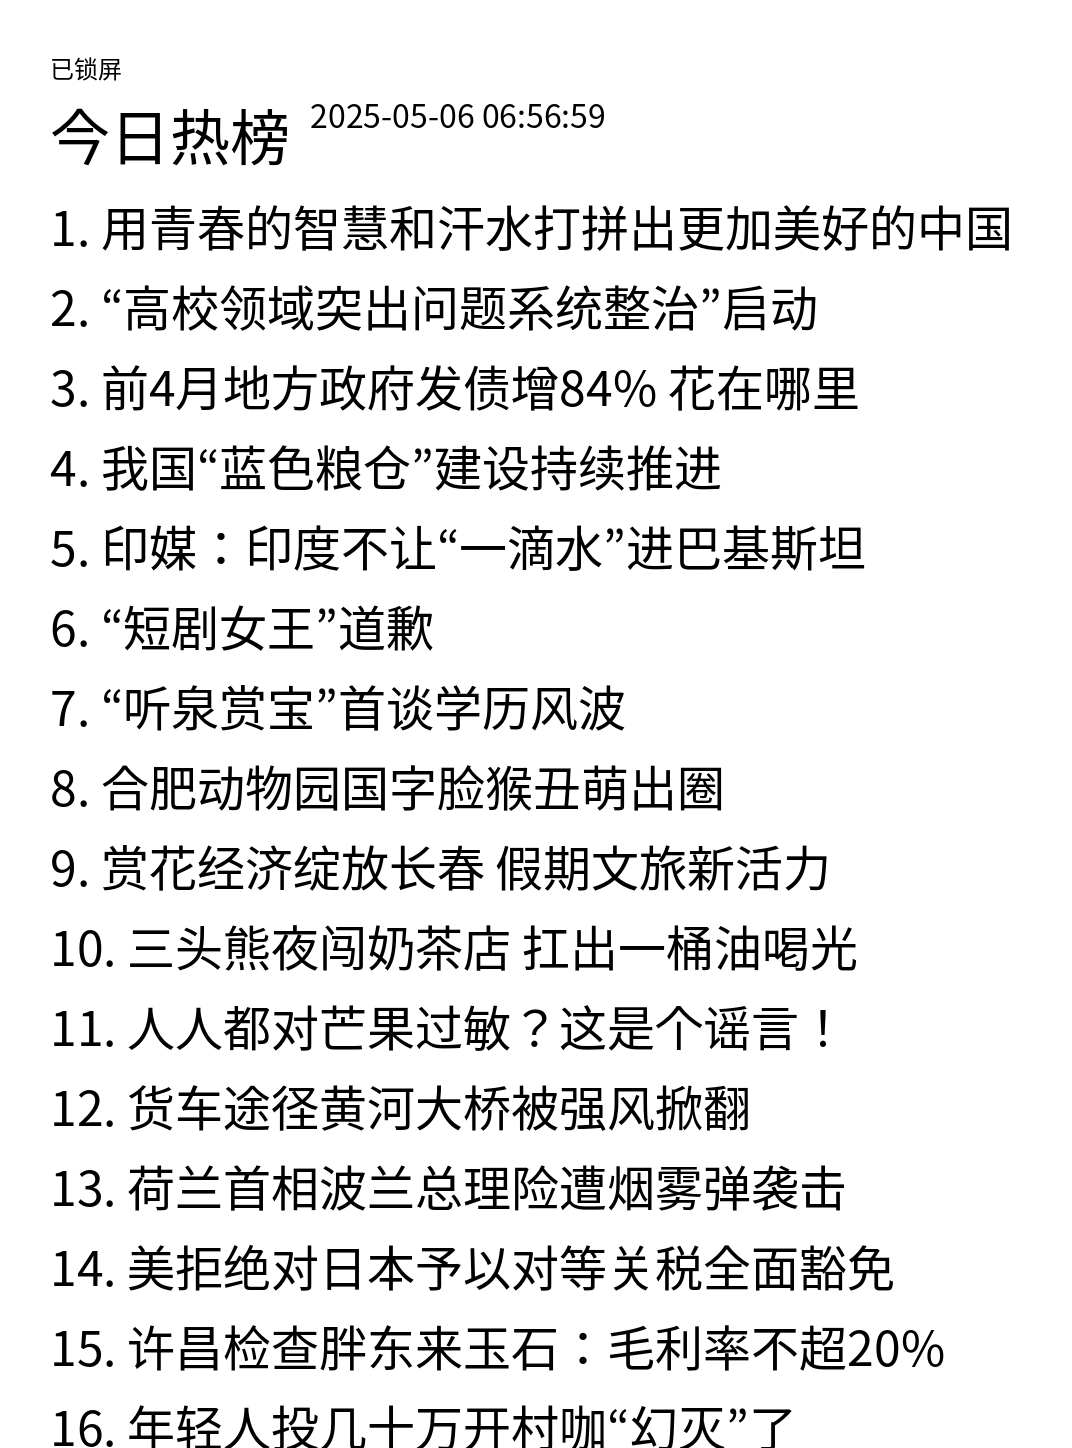 已锁屏
今日热榜 2025-05-06 06:56:59
1. 用青春的智慧和汗水打拼出更加美好的中国
2. “高校领域突出问题系统整治”启动
3. 前4月地方政府发债增84% 花在哪里
4. 我国“蓝色粮仓”建设持续推进
5. 印媒：印度不让“一滴水”进巴基斯坦
6. “短剧女王”道歉
7. “听泉赏宝”首谈学历风波
8. 合肥动物园国字脸猴丑萌出圈
9. 赏花经济绽放长春 假期文旅新活力
10. 三头熊夜闯奶茶店 扛出一桶油喝光
11. 人人都对芒果过敏？这是个谣言！
12. 货车途径黄河大桥被强风掀翻
13. 荷兰首相波兰总理险遭烟雾弹袭击
14. 美拒绝对日本予以对等关税全面豁免
15. 许昌检查胖东来玉石：毛利率不超20%
16. 年轻人投几十万开村咖“幻灭”了